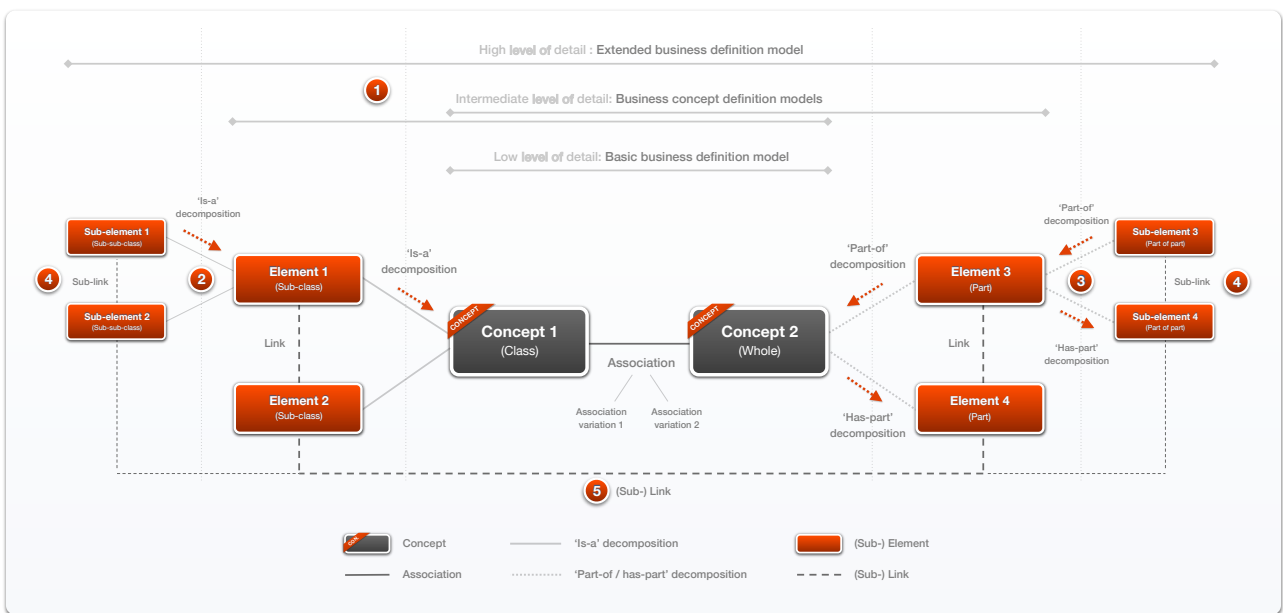 High level of detail : Extended business definition model
1
Intermediate level of detail: Business concept definition models
Low level of detail: Basic business definition model
'Is-a'
decomposition
Sub-element 1
(Sub-sub-class)
4
Sub-link
2
Sub-element 2
(Sub-sub-class)
Element 1
(Sub-class)
Link
Element 2
(Sub-class)
'Is-a'
decomposition
CONCEPT
Concept 1
(Class)
Association
Association
variation 1
Association
variation 2
CONCEPT
Concept 2
(Whole)
'Part-of'
decomposition
'Has-part'
decomposition
Element 3
(Part)
Link
Element 4
(Part)
'Part-of'
decomposition
3
'Has-part'
decomposition
Sub-element 3
(Part of part)
Sub-link
4
Sub-element 4
(Part of part)
5
(Sub-) Link
CON.
Concept
'Is-a' decomposition
(Sub-) Element
Association
'Part-of / has-part' decomposition
(Sub-) Link